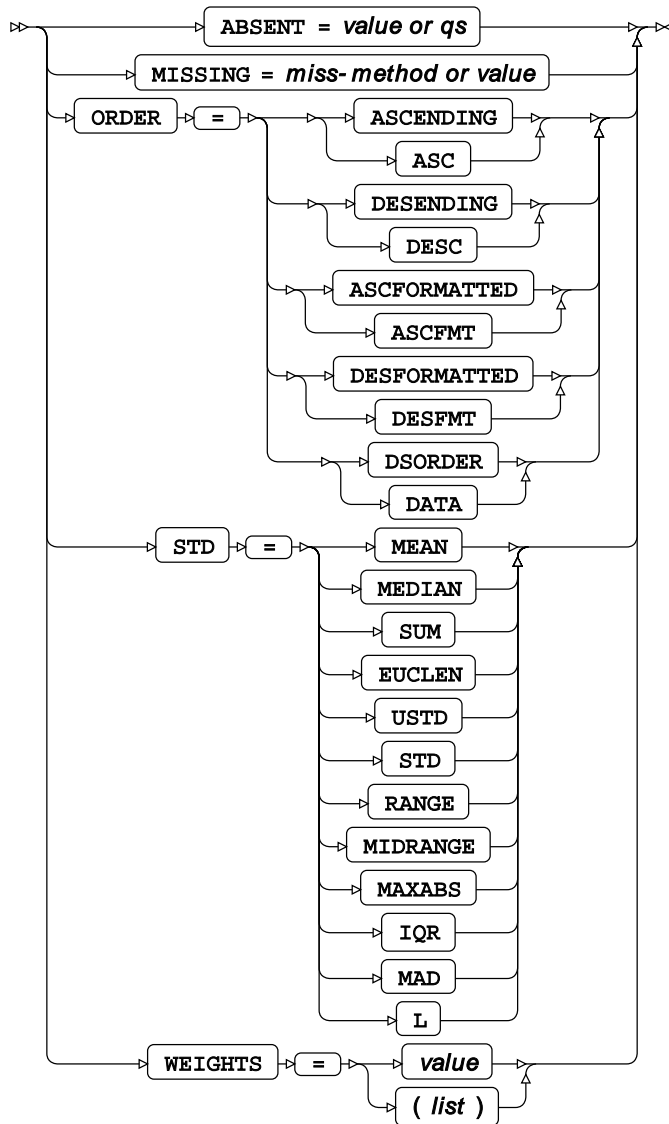 ABSENT = value or qs
MISSING = miss-method or value
ORDER = ASCENDING
ASC
DESENDING
DESC
ASCFORMATTED
ASCFMT
DESFORMATTED
DESFMT
DSORDER
DATA
STD = MEAN
MEDIAN
SUM
EUCLEN
USTD
STD
RANGE
MIDRANGE
MAXABS
IQR
MAD
L
WEIGHTS = value
( list )